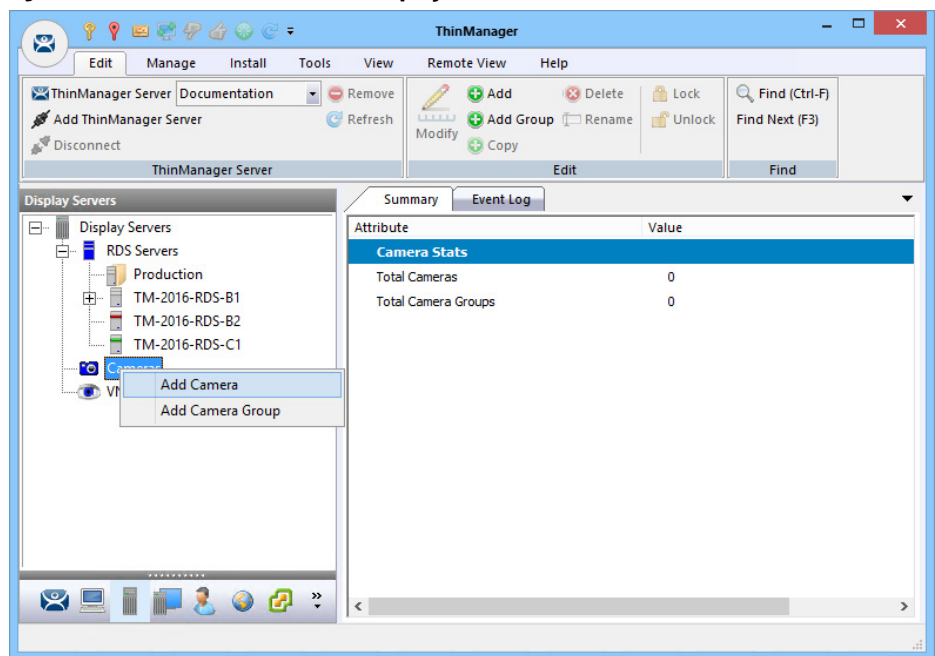 ThinManager
Edit Manage Install Tools View Remote View Help
ThinManager Server Documentation Remove Add Delete Lock Find (Ctrl-F)
Add ThinManager Server Refresh Modify Add Group Rename Unlock Find Next (F3)
Disconnect Copy
ThinManager Server Edit Find
Display Servers Summary Event Log
Display Servers Attribute Value
RDS Servers Camera Stats
Production Total Cameras 0
TM-2016-RDS-B1 Total Camera Groups 0
TM-2016-RDS-B2
TM-2016-RDS-C1
Cameras
Add Camera
Add Camera Group